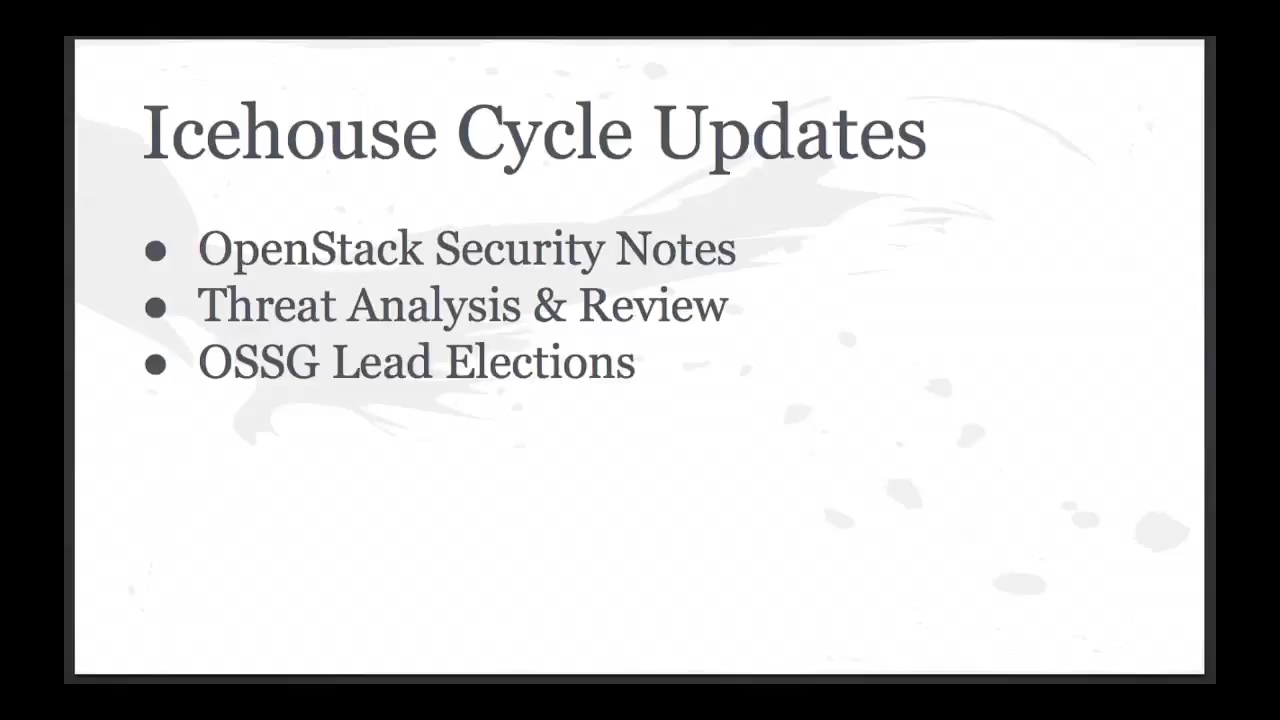 Icehouse Cycle Updates
● OpenStack Security Notes
● Threat Analysis & Review
● OSSG Lead Elections